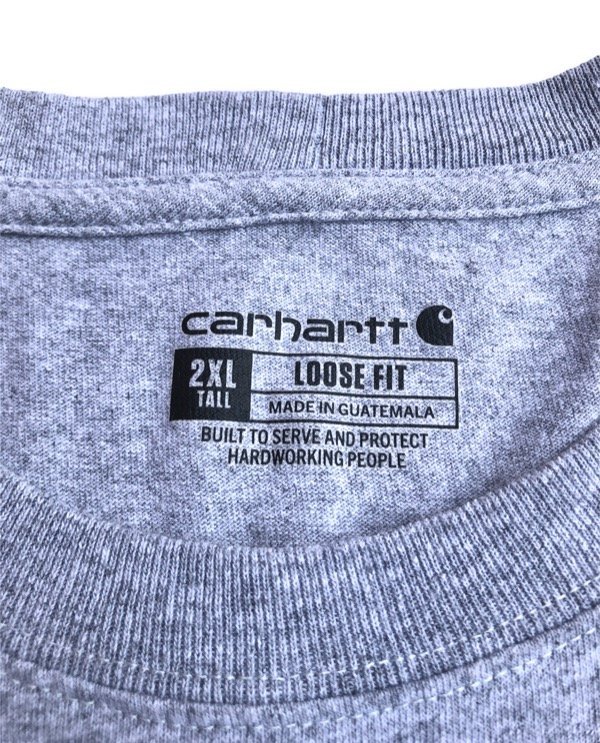 carhartt
2XL TALL
LOOSE FIT
MADE IN GUATEMALA
BUILT TO SERVE AND PROTECT
HARDWORKING PEOPLE